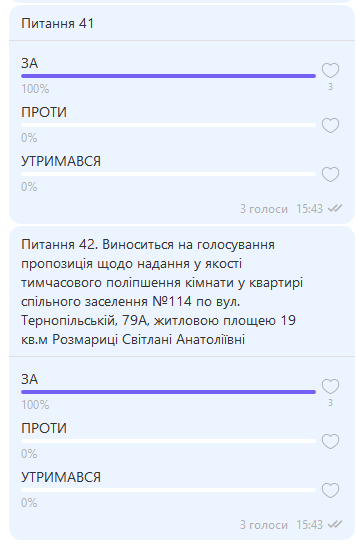 Питання 41
ЗА
100%
3
ПРОТИ
0%
УТРИМАВСЯ
0%
3 голоси 15:43
Питання 42. Виноситься на голосування
пропозиція щодо надання у якості
тимчасового поліпшення кімнати у квартирі
спільного заселення №114 по вул.
Тернопільській, 79А, житловою площею 19
кв.м Розмариці Світлані Анатоліївні
ЗА
100%
3
ПРОТИ
0%
УТРИМАВСЯ
0%
3 голоси 15:43